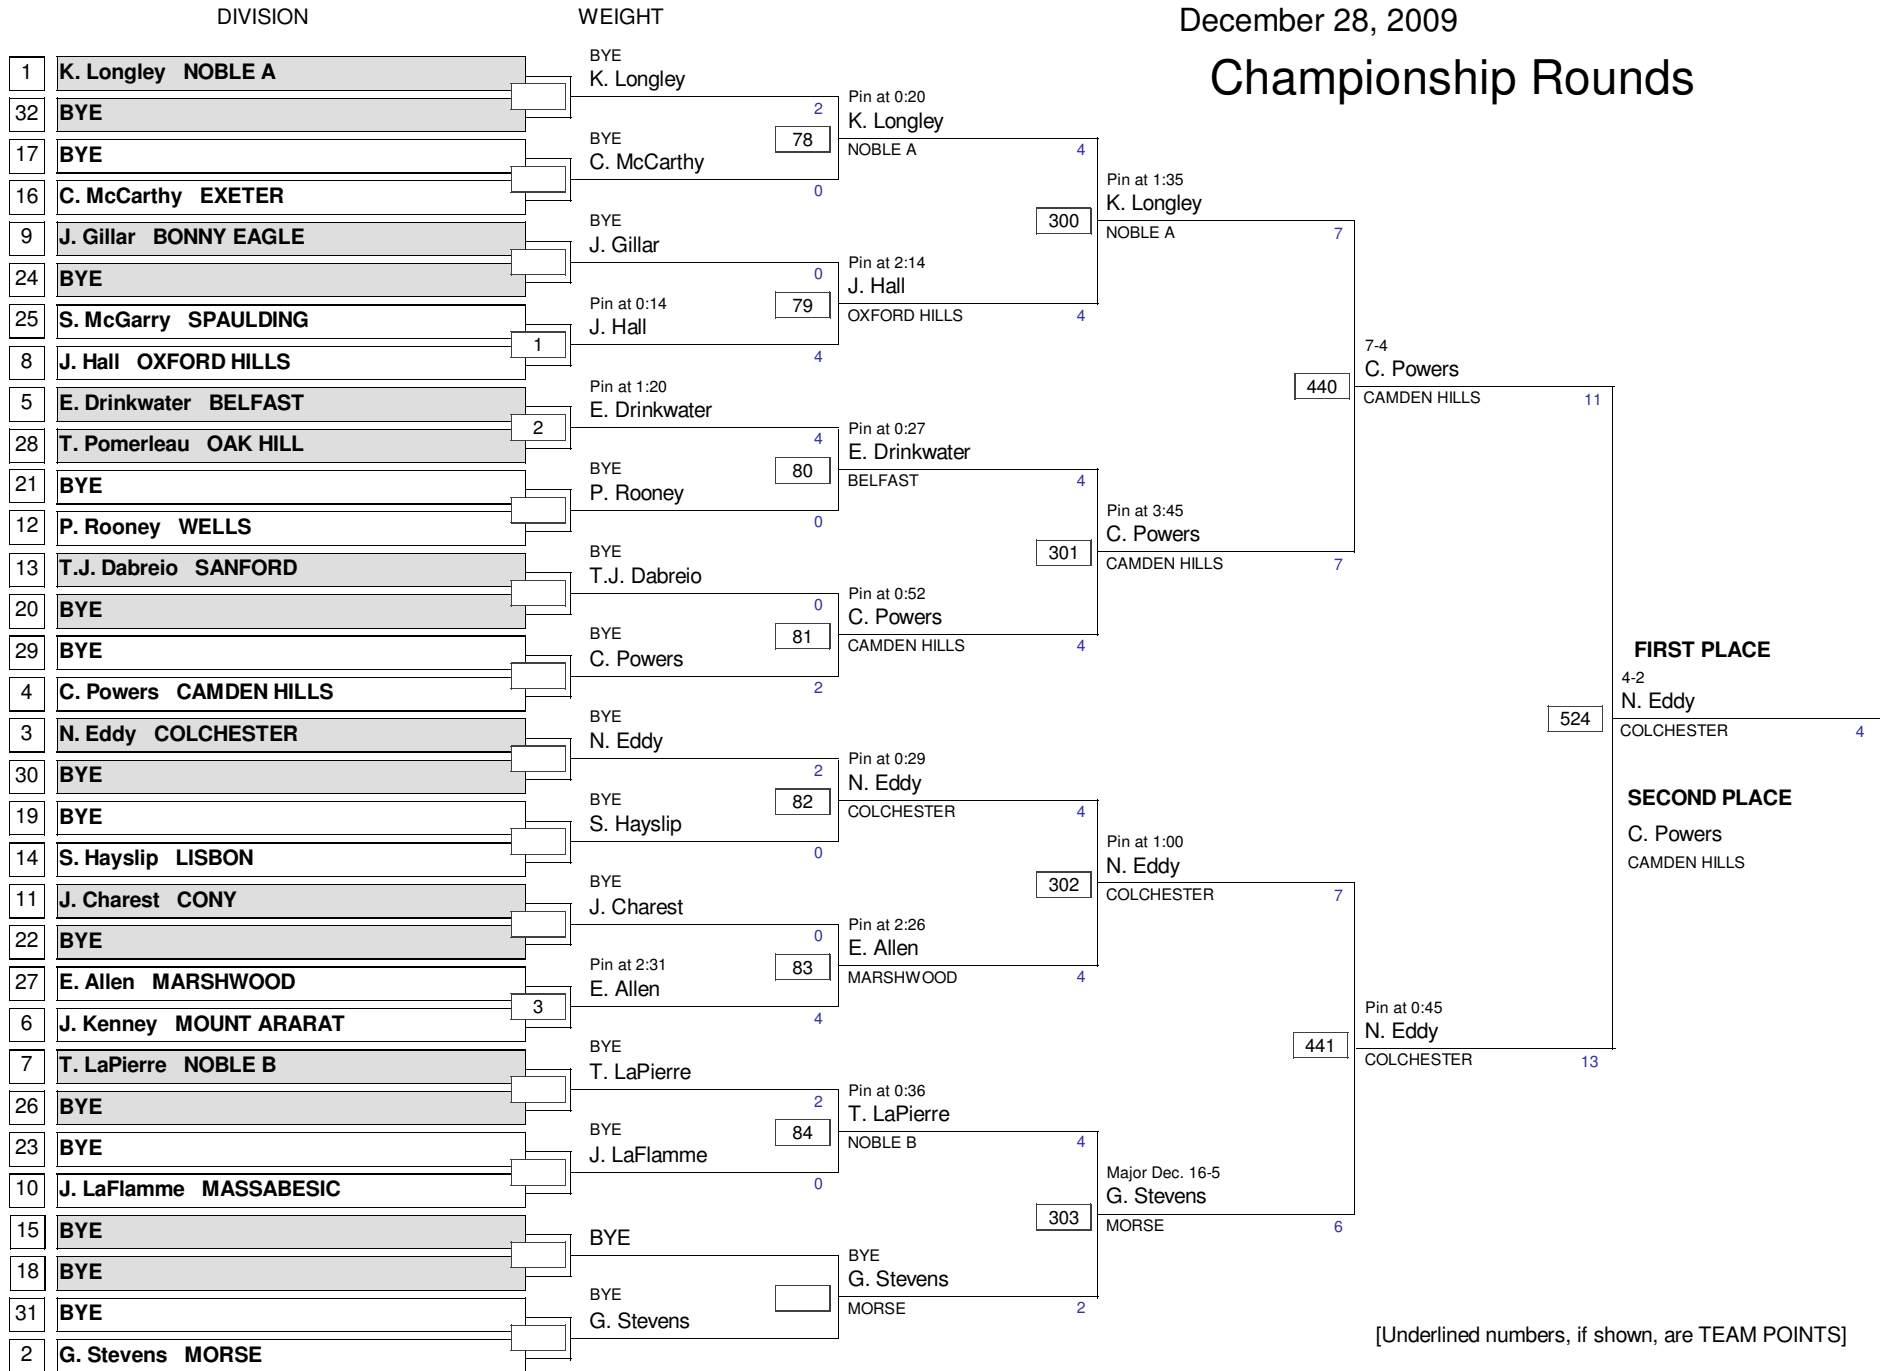 DIVISION
WEIGHT
December 28, 2009
Championship Rounds
1 K. Longley NOBLE A
32 BYE
17 BYE
16 C. McCarthy EXETER
9 J. Gillar BONNY EAGLE
24 BYE
25 S. McGarry SPAULDING
8 J. Hall OXFORD HILLS
1
5 E. Drinkwater BELFAST
28 T. Pomerleau OAK HILL
2
21 BYE
12 P. Rooney WELLS
13 T.J. Dabreio SANFORD
20 BYE
29 BYE
4 C. Powers CAMDEN HILLS
3 N. Eddy COLCHESTER
30 BYE
19 BYE
14 S. Hayslip LISBON
11 J. Charest CONY
22 BYE
27 E. Allen MARSHWOOD
6 J. Kenney MOUNT ARARAT
3
7 T. LaPierre NOBLE B
26 BYE
23 BYE
10 J. LaFlamme MASSABESIC
15 BYE
18 BYE
31 BYE
2 G. Stevens MORSE
BYE
K. Longley
2
78
BYE
C. McCarthy
0
BYE
J. Gillar
0
79
Pin at 0:14
J. Hall
4
Pin at 1:20
E. Drinkwater
4
80
BYE
P. Rooney
0
BYE
T.J. Dabreio
0
81
BYE
C. Powers
2
BYE
N. Eddy
2
82
BYE
S. Hayslip
0
BYE
J. Charest
0
83
Pin at 2:31
E. Allen
4
BYE
T. LaPierre
2
84
BYE
J. LaFlamme
0
BYE
BYE
G. Stevens
Pin at 0:20
K. Longley
NOBLE A 4
300
Pin at 2:14
J. Hall
OXFORD HILLS 4
Pin at 0:27
E. Drinkwater
BELFAST 4
301
Pin at 0:52
C. Powers
CAMDEN HILLS 4
Pin at 0:29
N. Eddy
COLCHESTER 4
302
Pin at 2:26
E. Allen
MARSHWOOD 4
Pin at 0:36
T. LaPierre
NOBLE B 4
303
BYE
G. Stevens
MORSE 2
Pin at 1:35
K. Longley
NOBLE A 7
440
Pin at 3:45
C. Powers
CAMDEN HILLS 7
Pin at 1:00
N. Eddy
COLCHESTER 7
441
Major Dec. 16-5
G. Stevens
MORSE 6
7-4
C. Powers
CAMDEN HILLS 11
524
Pin at 0:45
N. Eddy
COLCHESTER 13
FIRST PLACE
4-2
N. Eddy
COLCHESTER 4
SECOND PLACE
C. Powers
CAMDEN HILLS
[Underlined numbers, if shown, are TEAM POINTS]